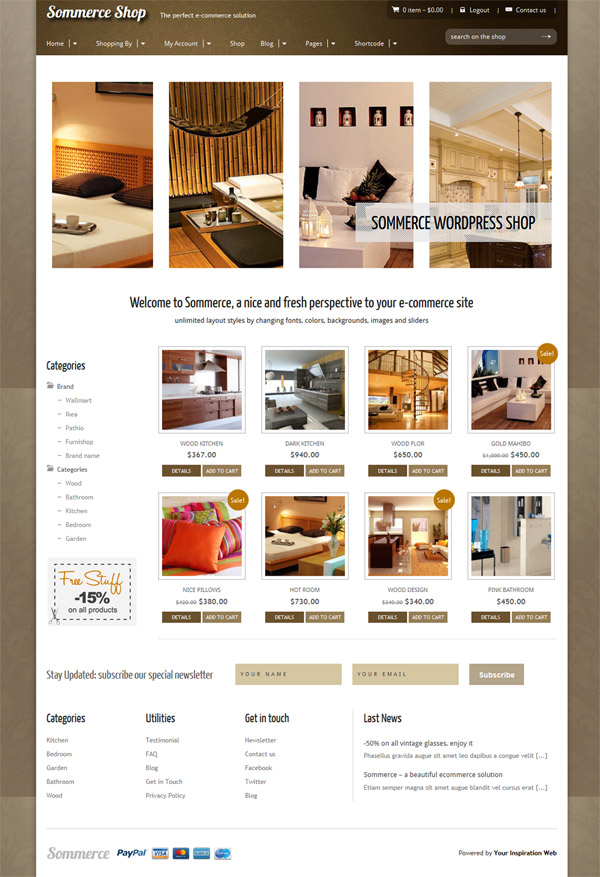 Sommerce Shop
The perfect e-commerce solution
0 item – $0.00 | Logout | Contact us |
Home | Shopping By | My Account | Shop Blog | Pages | Shortcode |
search on the shop
SOMMERCE WORDPRESS SHOP
Welcome to Sommerce, a nice and fresh perspective to your e-commerce site
unlimited layout styles by changing fonts, colors, backgrounds, images and sliders
Categories
Brand
– Wallmart
– Ikea
– Pathio
– Furnishop
– Brand name
Categories
– Wood
– Bathroom
– Kitchen
– Bedroom
– Garden
Free Stuff
-15%
on all products
WOOD KITCHEN
$367.00
DETAILS ADD TO CART
DARK KITCHEN
$940.00
DETAILS ADD TO CART
WOOD FLOR
$650.00
DETAILS ADD TO CART
Sale!
GOLD MAHIBO
$1,000.00 $450.00
DETAILS ADD TO CART
Sale!
NICE PILLOWS
$420.00 $380.00
DETAILS ADD TO CART
HOT ROOM
$730.00
DETAILS ADD TO CART
Sale!
WOOD DESIGN
$340.00
DETAILS ADD TO CART
PINK BATHROOM
$450.00
DETAILS ADD TO CART
Stay Updated: subscribe our special newsletter
YOUR NAME
YOUR EMAIL
Subscribe
Categories
Kitchen
Bedroom
Garden
Bathroom
Wood
Utilities
Testimonial
FAQ
Blog
Get in Touch
Privacy Policy
Get in touch
Newsletter
Contact us
Facebook
Twitter
Blog
Last News
-50% on all vintage glasses, enjoy it
Phasellus gravida augue sit amet leo dapibus a congue velit [...]
Sommerce – a beautiful ecommerce solution
Etiam semper magna sit amet augue blandit vel cursus erat [...]
Sommerce
PayPal VISA
Powered by Your Inspiration Web